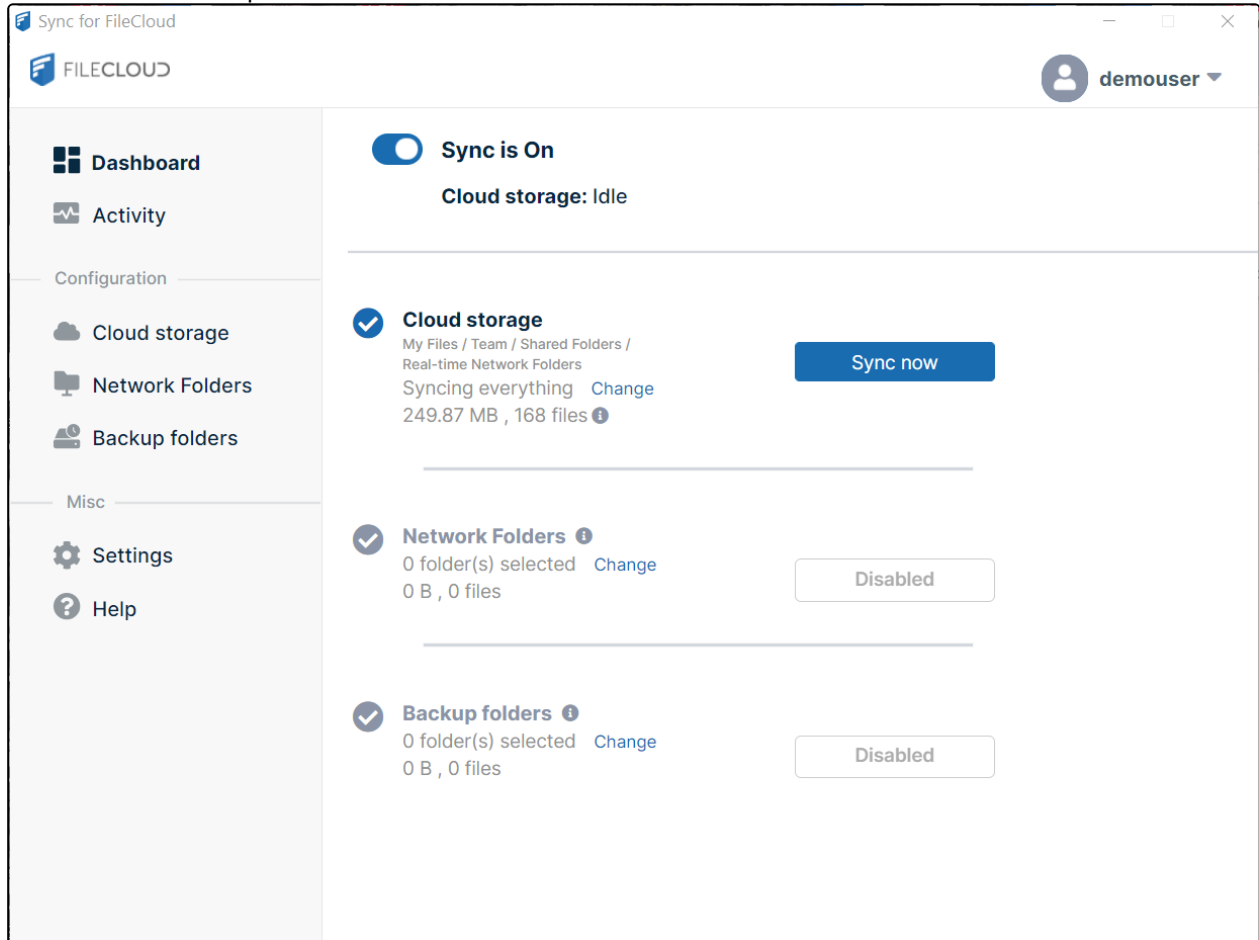 Sync for FileCloud
FILECLOUD
demouser
Dashboard
Activity
Configuration
Cloud storage
Network Folders
Backup folders
Misc
Settings
Help
Sync is On
Cloud storage: Idle
Cloud storage
My Files / Team / Shared Folders /
Real-time Network Folders
Syncing everything Change
249.87 MB , 168 files
Sync now
Network Folders
0 folder(s) selected Change
0 B , 0 files
Disabled
Backup folders
0 folder(s) selected Change
0 B , 0 files
Disabled